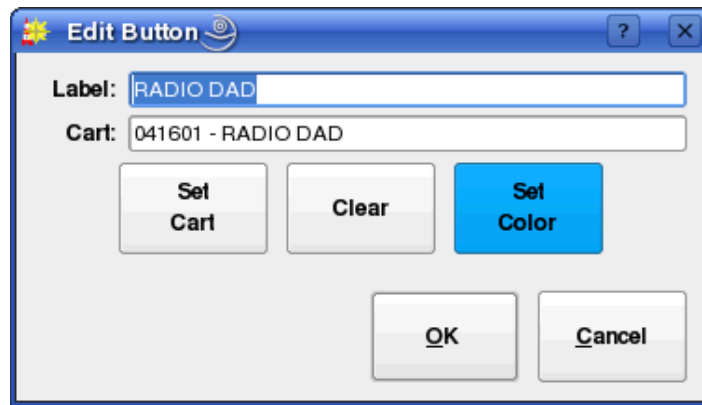 Edit Button
?
X
Label: RADIO DAD
Cart: 041601 - RADIO DAD
Set
Cart
Clear
Set
Color
OK
Cancel